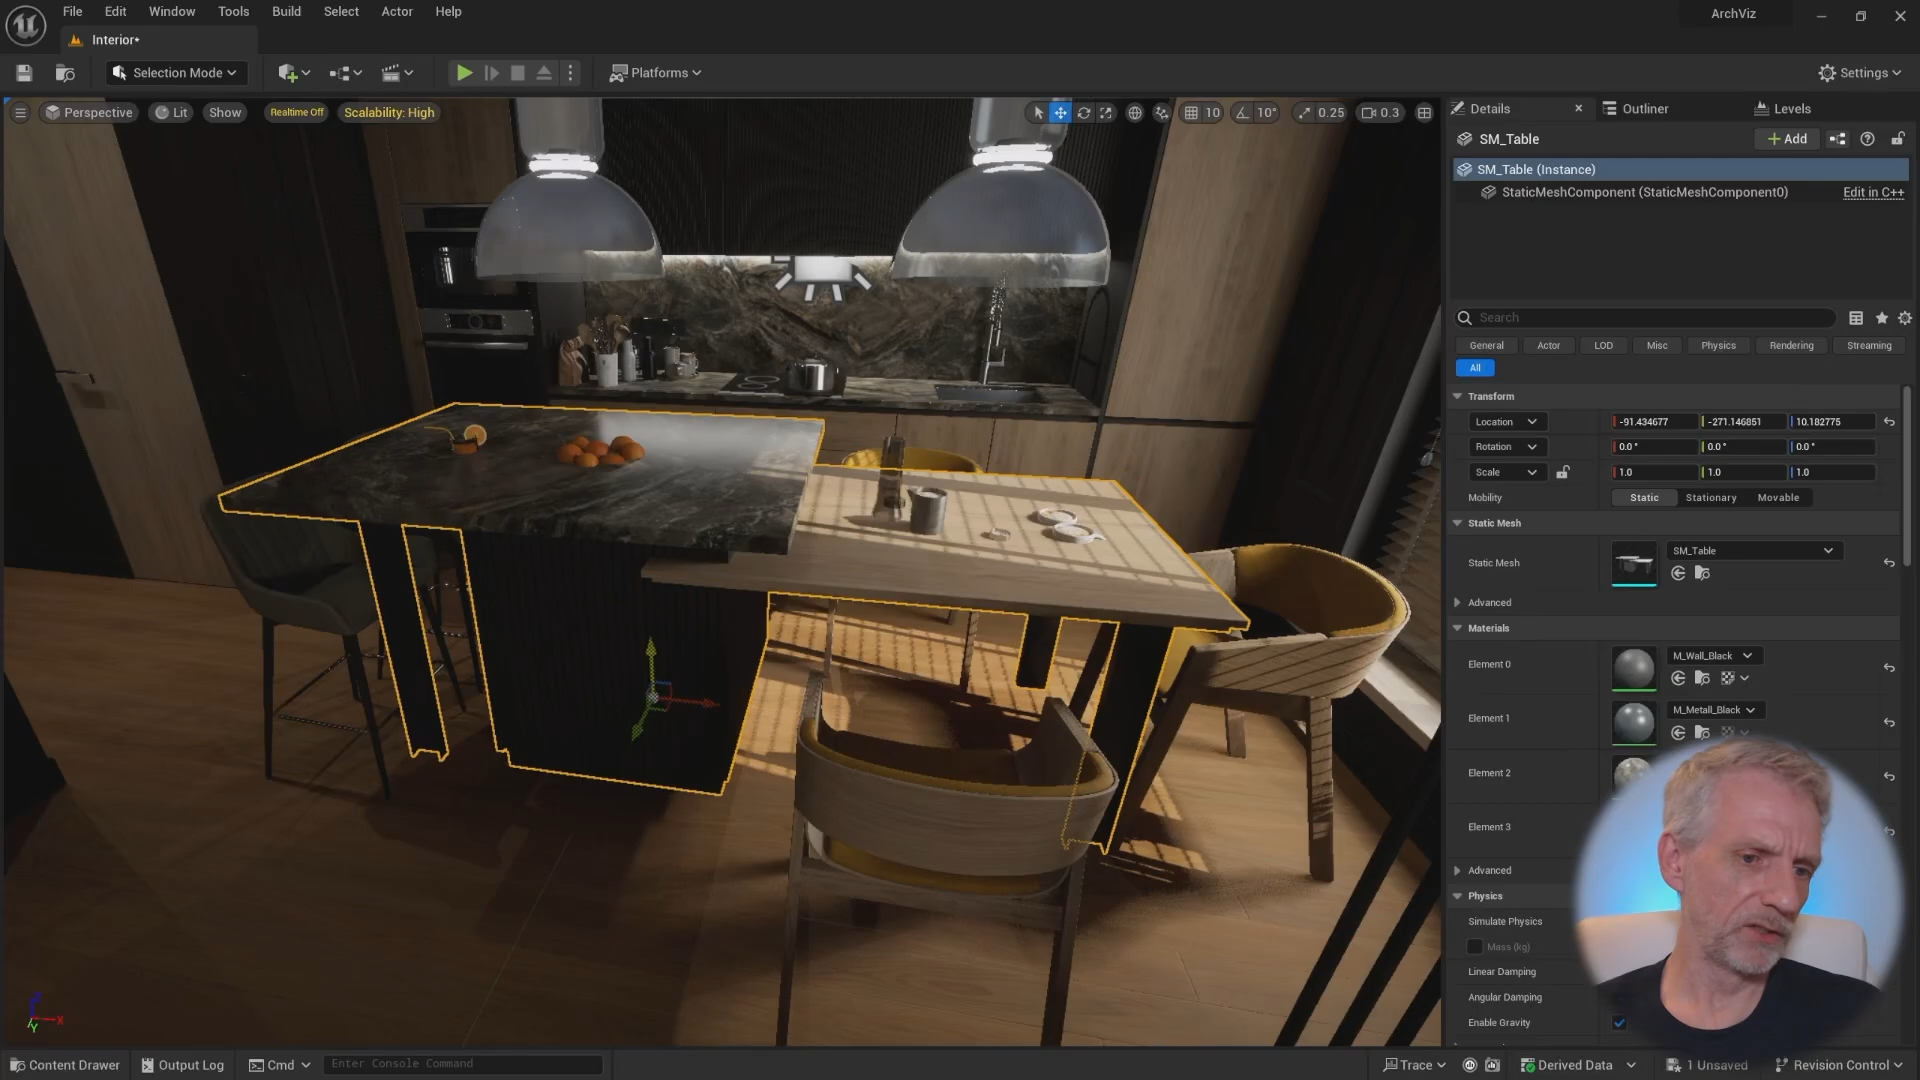 File Edit Window Tools Build Select Actor Help
ArchViz
Interior•
Selection Mode
Platforms
Settings
Perspective Lit Show Realtime Off Scalability: High
10 10° 0.25 0.3
Details Outliner Levels
SM_Table
Add
SM_Table (Instance)
StaticMeshComponent (StaticMeshComponent0) Edit in C++
Search
General Actor LOD Misc Physics Rendering Streaming
All
Transform
Location -91.434677 -271.146851 10.182775
Rotation 0.0° 0.0° 0.0°
Scale 1.0 1.0 1.0
Mobility Static Stationary Movable
Static Mesh
SM_Table
Static Mesh
Advanced
Materials
M_Wall_Black
Element 0
M_Metall_Black
Element 1
Element 2
Element 3
Advanced
Physics
Simulate Physics
Mass (kg)
Linear Damping
Angular Damping
Enable Gravity
Z
X
Y
Content Drawer Output Log Cmd Enter Console Command
Trace Derived Data 1 Unsaved Revision Control